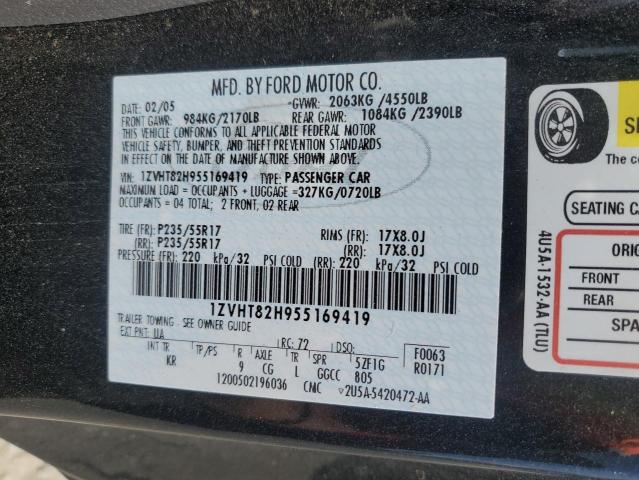 MFD. BY FORD MOTOR CO.
DATE: 02/05 GVWR: 2063KG /4550LB
FRONT GAWR: 984KG/2170LB REAR GAWR: 1084KG /2390LB
THIS VEHICLE CONFORMS TO ALL APPLICABLE FEDERAL MOTOR
VEHICLE SAFETY, BUMPER, AND THEFT PREVENTION STANDARDS
IN EFFECT ON THE DATE OF MANUFACTURE SHOWN ABOVE.
VIN: 1ZVHT82H955169419 TYPE: PASSENGER CAR
MAXIMUM LOAD = OCCUPANTS + LUGGAGE =327KG/0720LB
OCCUPANTS = 04 TOTAL; 2 FRONT, 02 REAR
TIRE (FR): P235/55R17 RIMS (FR): 17X8.0J
(RR): P235/55R17 (RR): 17X8.0J
PRESSURE (FR): 220 kPa/32 PSI COLD (RR): 220 kPa/32 PSI COLD
1ZVHT82H955169419
TRAILER TOWING - SEE OWNER GUIDE
EXT PNT: UA RC: 72 DSO: F0063
INT TR TP/PS R AXLE TR SPR 5ZF1G R0171
KR 9 CG L GGCC 805
1200502196036 CMC ▽2U5A-5420472-AA
4U5A-1532-AA (TLU)
The co
SEATING CA
ORIG
FRONT
REAR
SPA